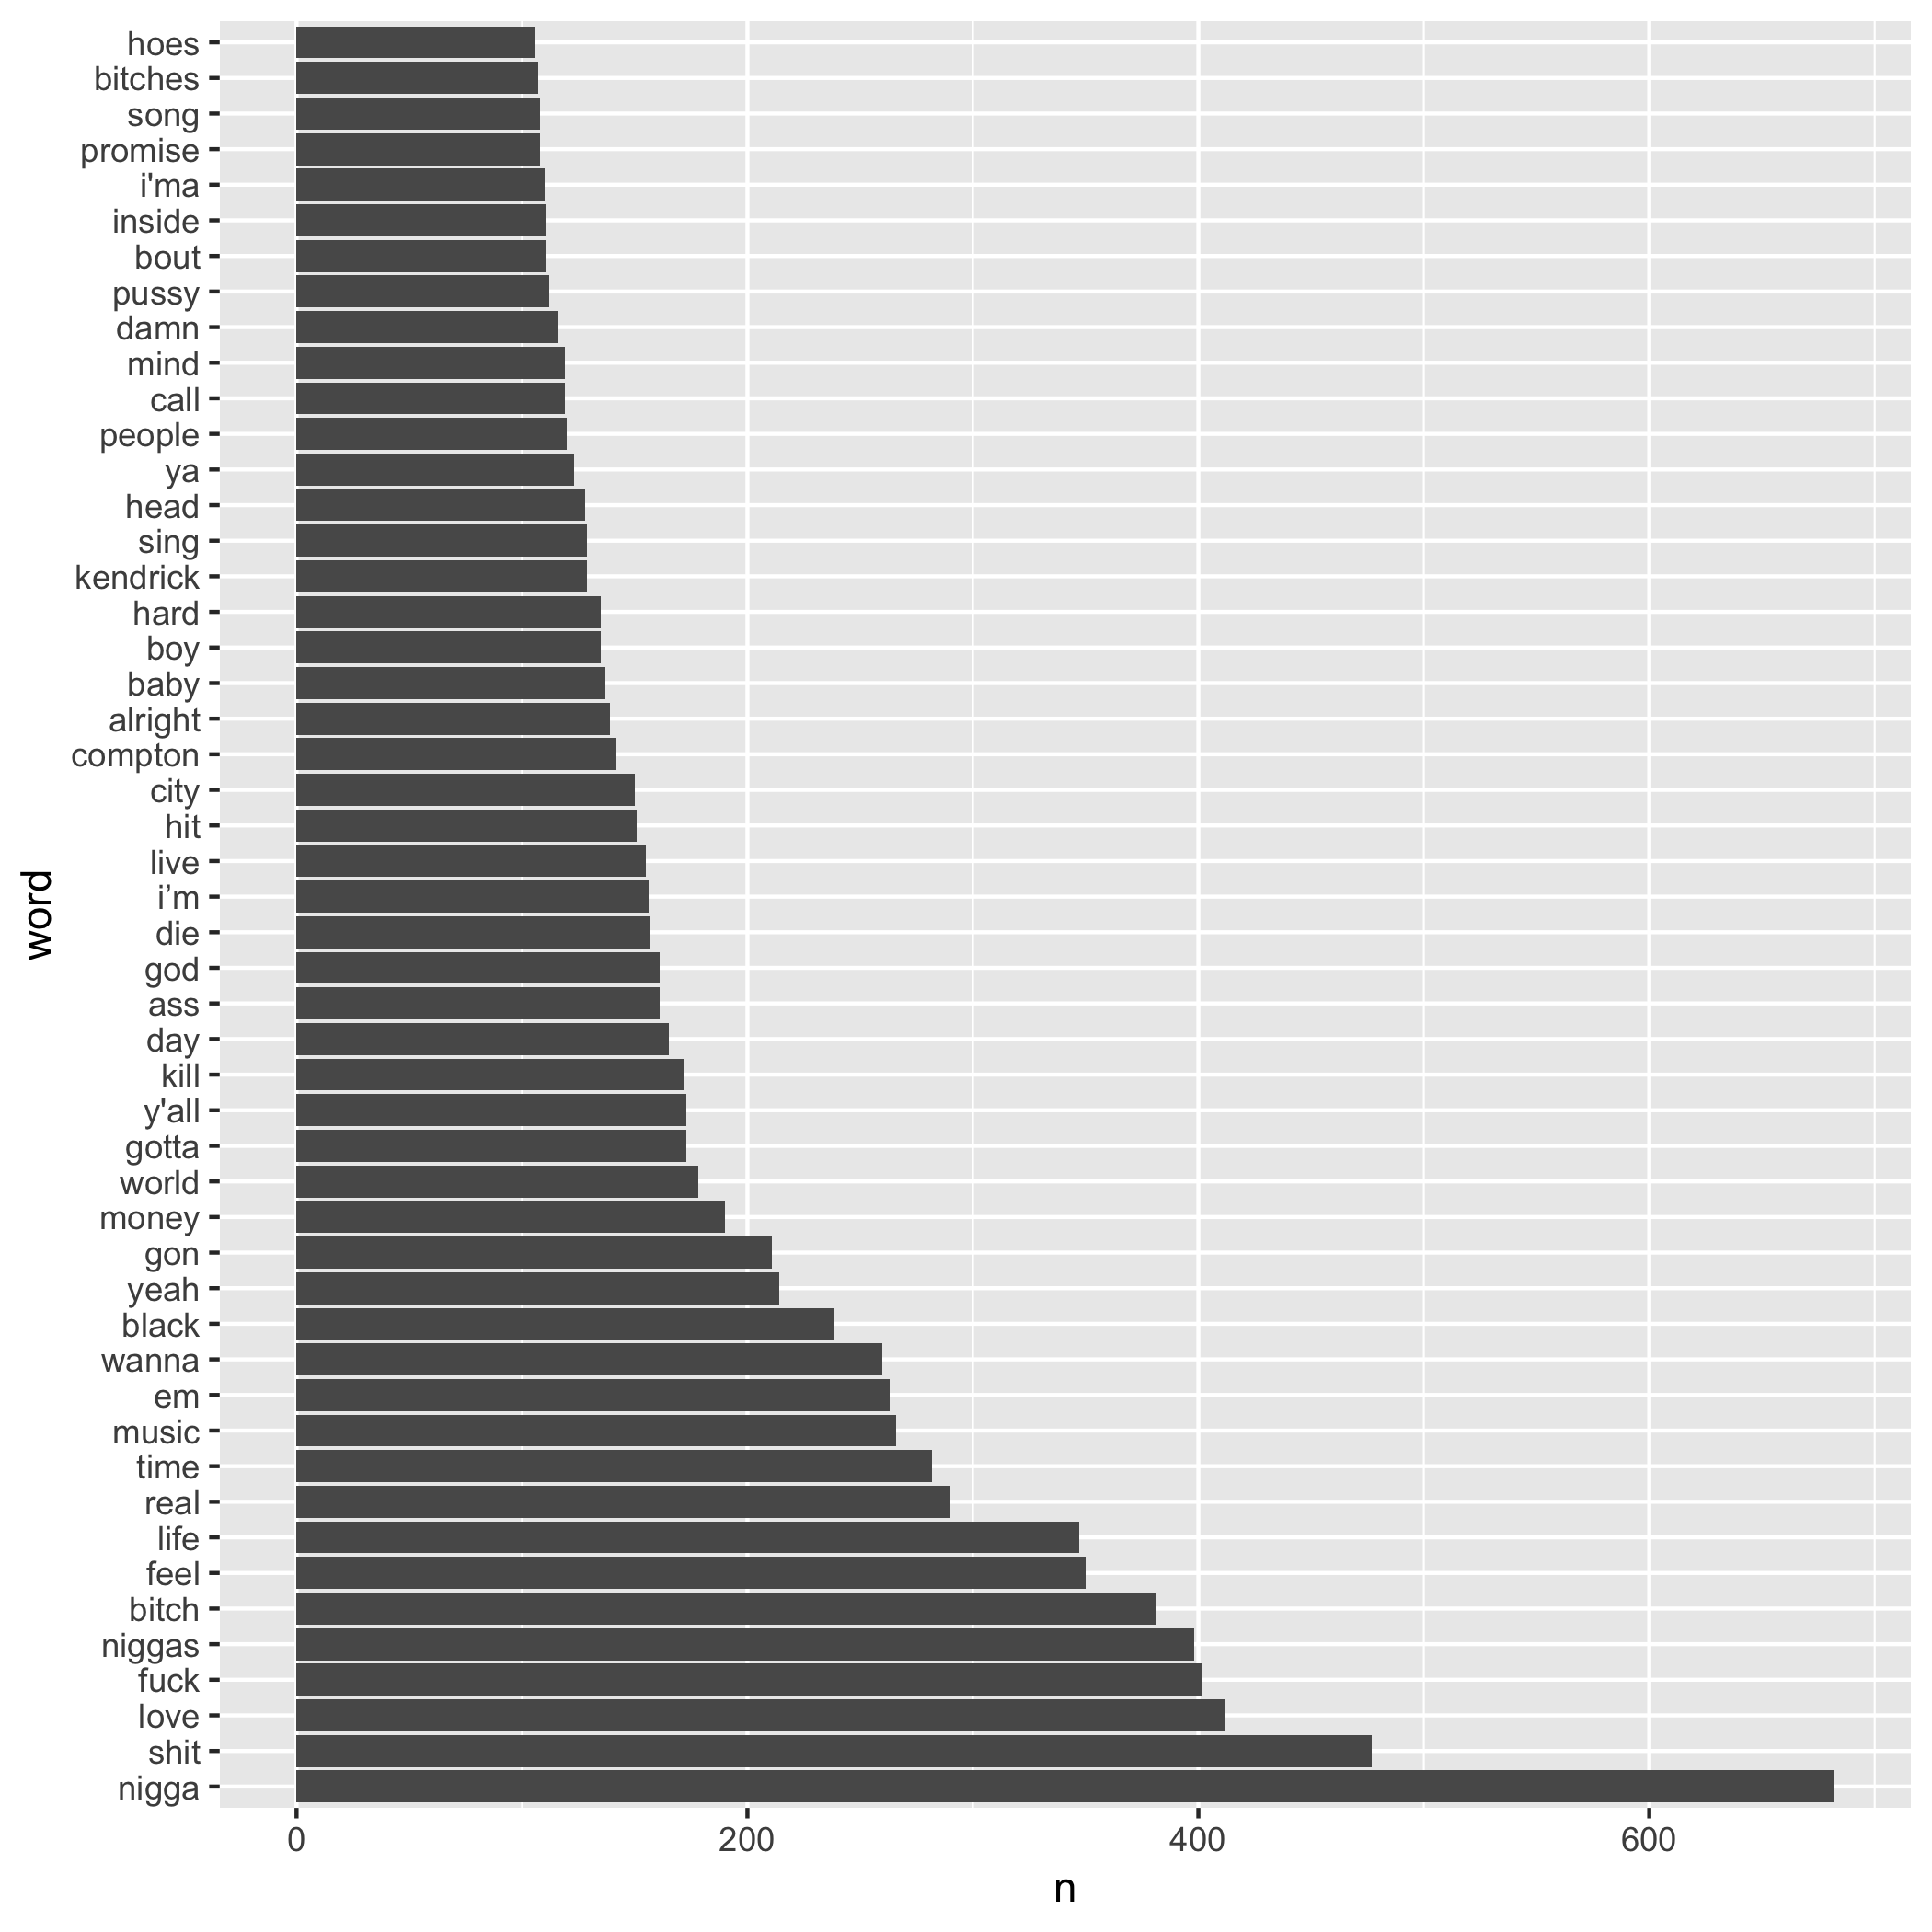 hoes
bitches
song
promise
i'ma
inside
bout
pussy
damn
mind
call
people
ya
head
sing
kendrick
hard
boy
baby
alright
compton
city
hit
live
i’m
die
god
ass
day
kill
y'all
gotta
world
money
gon
yeah
black
wanna
em
music
time
real
life
feel
bitch
niggas
fuck
love
shit
nigga
word
0 200 400 600
n